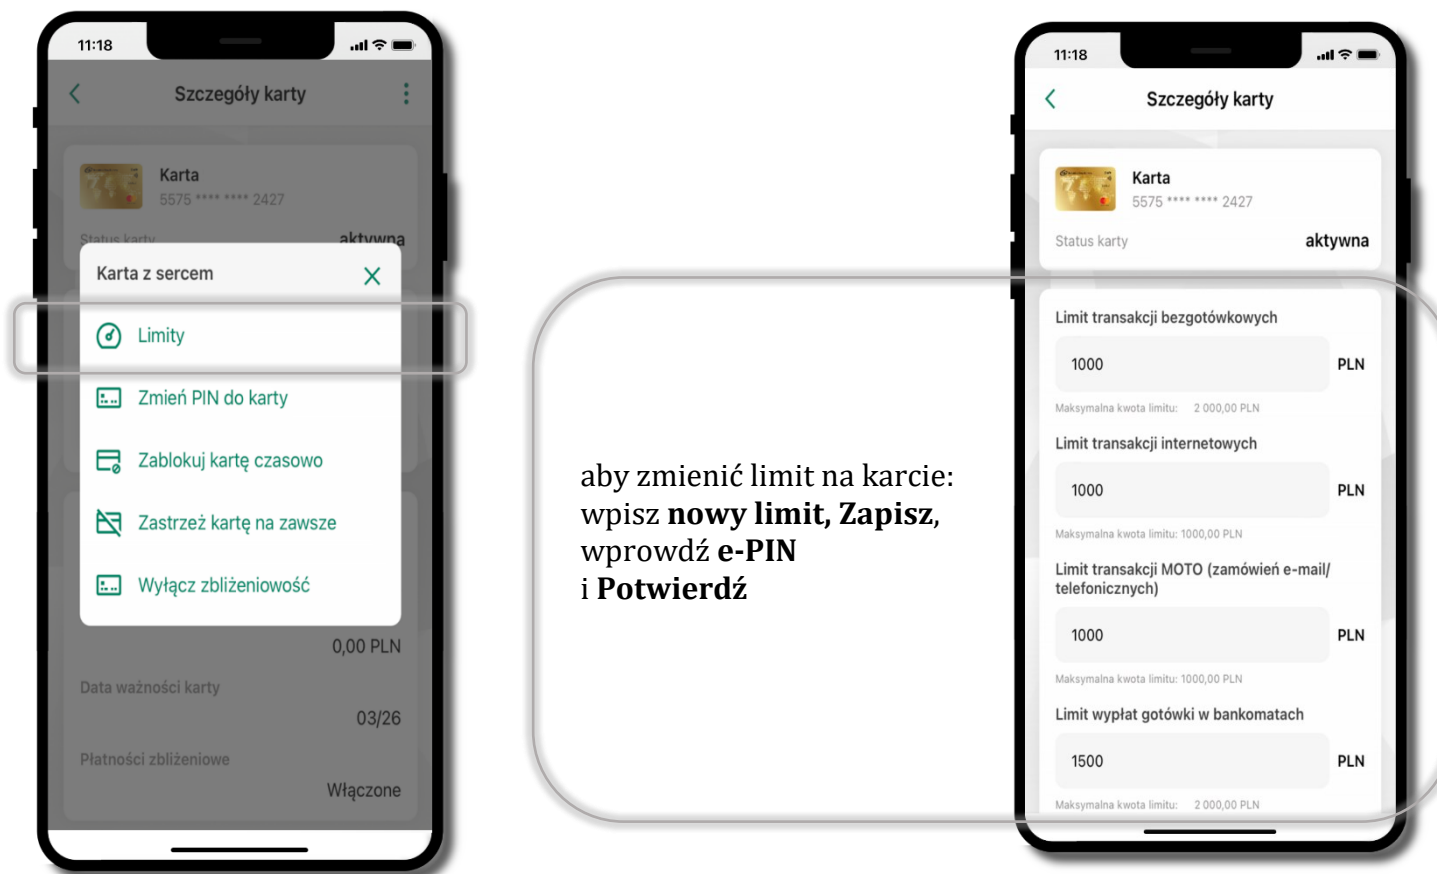 11:18
Szczegóły karty
Karta
5575 **** **** 2427
Status karty
aktywna
Karta z sercem
Limity
Zmień PIN do karty
Zablokuj kartę czasowo
Zastrzeż kartę na zawsze
Wyłącz zbliżeniowość
0,00 PLN
Data ważności karty
03/26
Płatności zbliżeniowe
Włączone
aby zmienić limit na karcie:
wpisz nowy limit, Zapisz,
wprowdź e-PIN
i Potwierdź
11:18
Szczegóły karty
Karta
5575 **** **** 2427
Status karty
aktywna
Limit transakcji bezgotówkowych
1000 PLN
Maksymalna kwota limitu: 2 000,00 PLN
Limit transakcji internetowych
1000 PLN
Maksymalna kwota limitu: 1000,00 PLN
Limit transakcji MOTO (zamówień e-mail/
telefonicznych)
1000 PLN
Maksymalna kwota limitu: 1000,00 PLN
Limit wypłat gotówki w bankomatach
1500 PLN
Maksymalna kwota limitu: 2 000,00 PLN